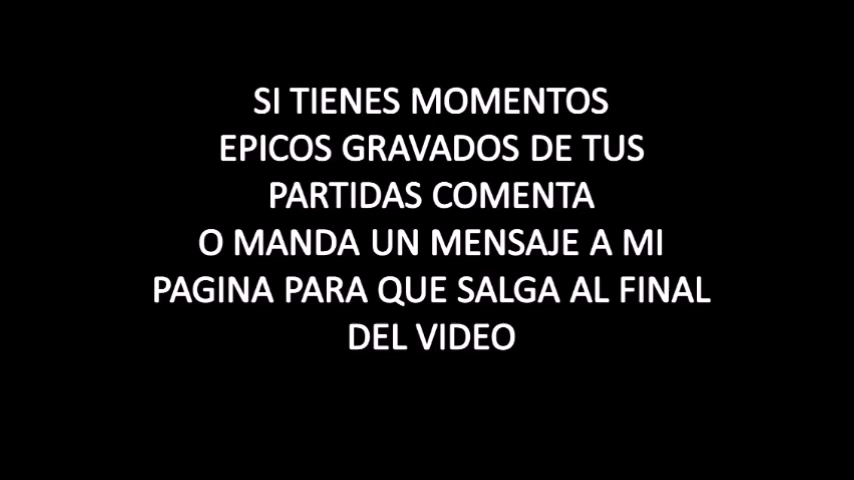 SI TIENES MOMENTOS
EPICOS GRAVADOS DE TUS
PARTIDAS COMENTA
O MANDA UN MENSAJE A MI
PAGINA PARA QUE SALGA AL FINAL
DEL VIDEO